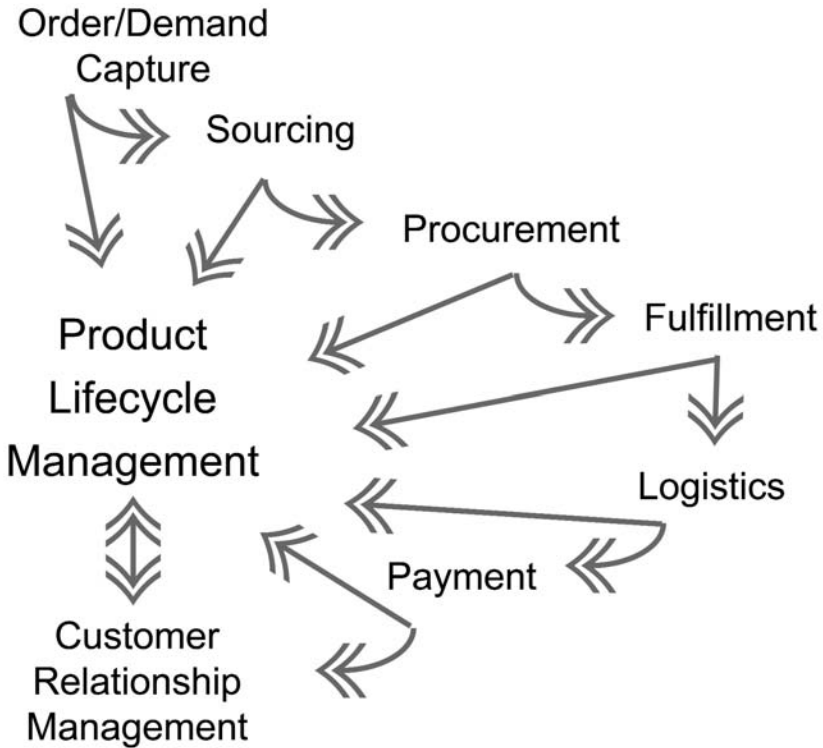 Order/Demand
Capture
Sourcing
Procurement
Fulfillment
Product
Lifecycle
Management
Logistics
Payment
Customer
Relationship
Management